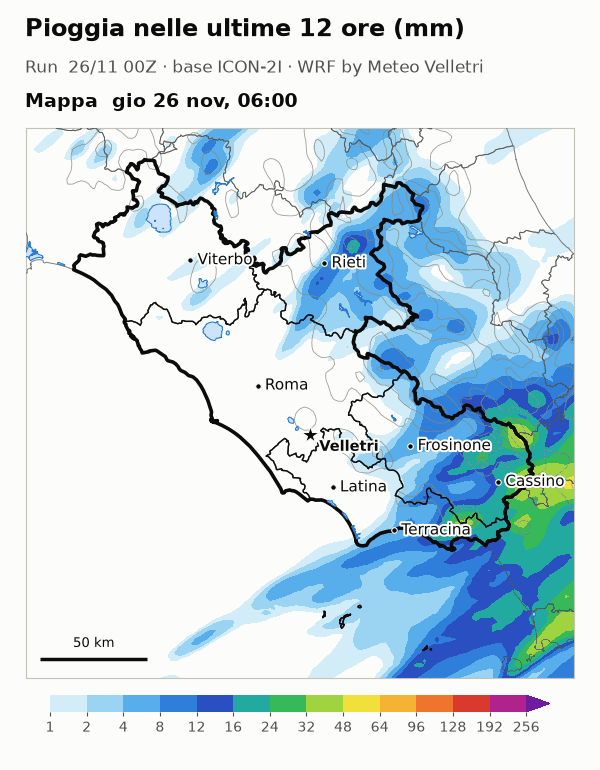 Pioggia nelle ultime 12 ore (mm)
Run  26/11 00Z · base ICON-2I · WRF by Meteo Velletri
Mappa  gio 26 nov, 06:00
Viterbo
Rieti
Roma
Velletri
Frosinone
Latina
Cassino
Terracina
50 km
1 2 4 8 12 16 24 32 48 64 96 128 192 256